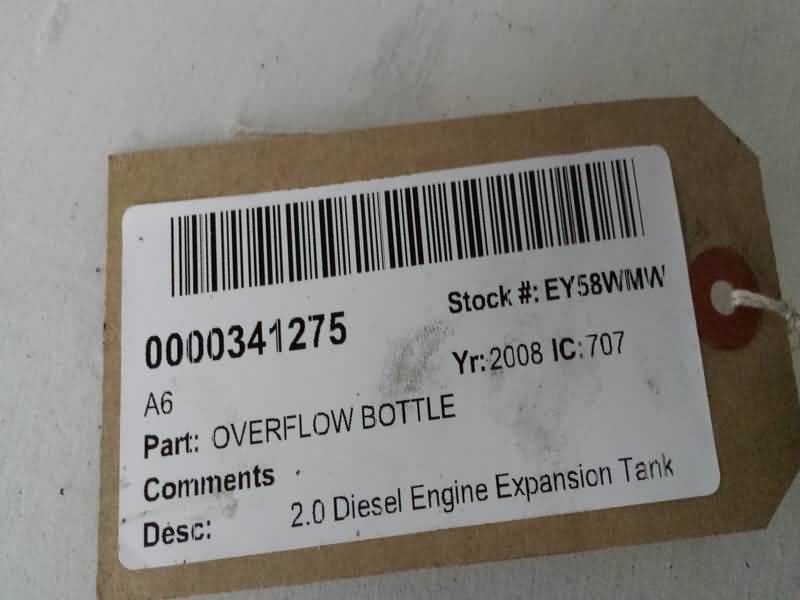 0000341275
Stock #: EY58WMW
A6
Yr: 2008 IC: 707
Part: OVERFLOW BOTTLE
Comments .
Desc: 2.0 Diesel Engine Expansion Tank